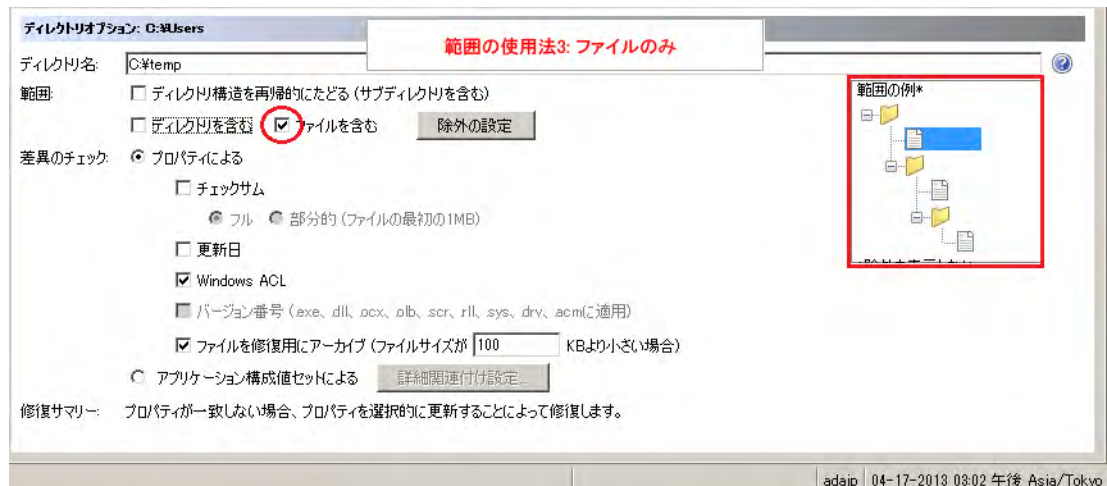 ディレクトリオプション: C:¥Users
範囲の使用法3: ファイルのみ
ディレクトリ名: C:¥temp
範囲: ディレクトリ構造を再帰的にたどる (サブディレクトリを含む)
ディレクトリを含む ファイルを含む 除外の設定
範囲の例*
差異のチェック: プロパティによる
チェックサム
フル 部分的 (ファイルの最初の1MB)
更新日
Windows ACL
バージョン番号 (.exe、.dll、.ocx、.olb、.scr、.rll、.sys、.drv、.acmに適用)
ファイルを修復用にアーカイブ (ファイルサイズが 100 KBより小さい場合)
アプリケーション構成値セットによる 詳細関連付け設定...
修復サマリー: プロパティが一致しない場合、プロパティを選択的に更新することによって修復します。
adajp 04-17-2013 03:02 午後 Asia/Tokyo